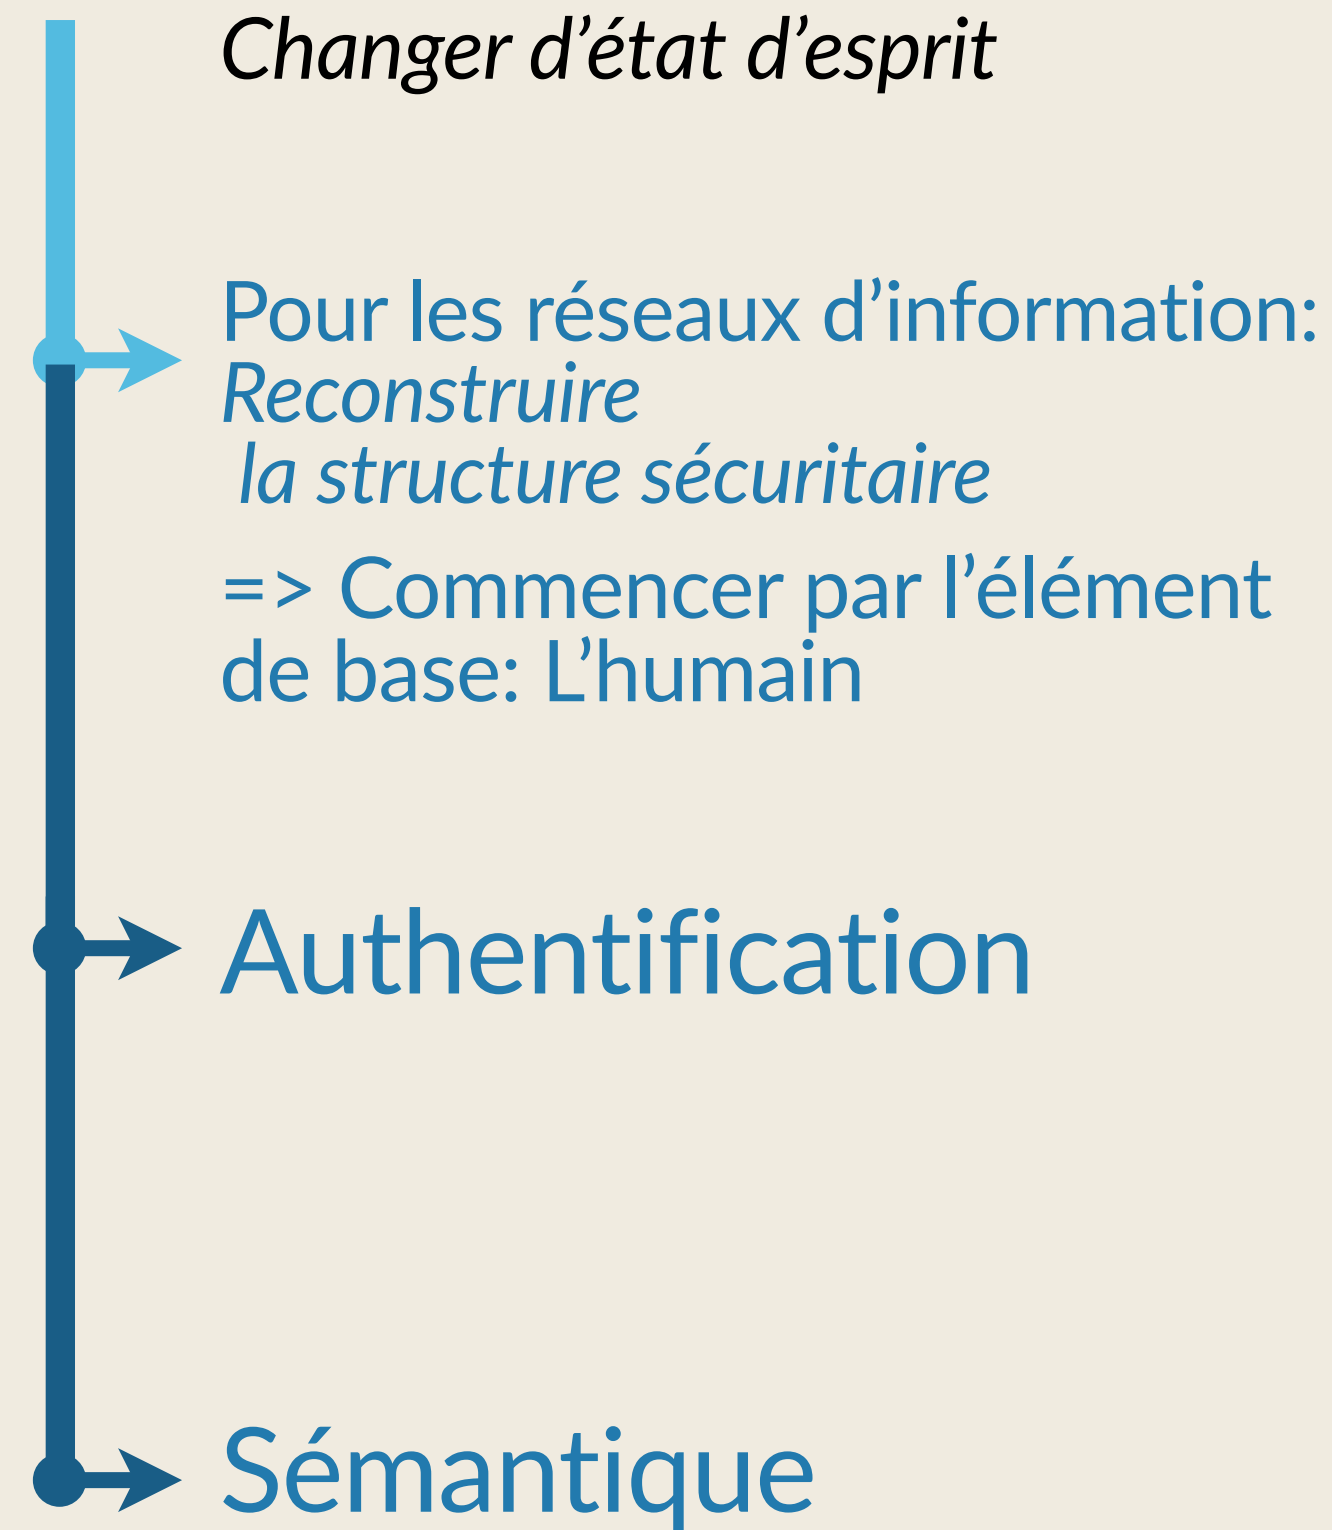 Changer d’état d’esprit
Pour les réseaux d’information:
Reconstruire
la structure sécuritaire
=> Commencer par l’élément
de base: L’humain
Authentification
Sémantique